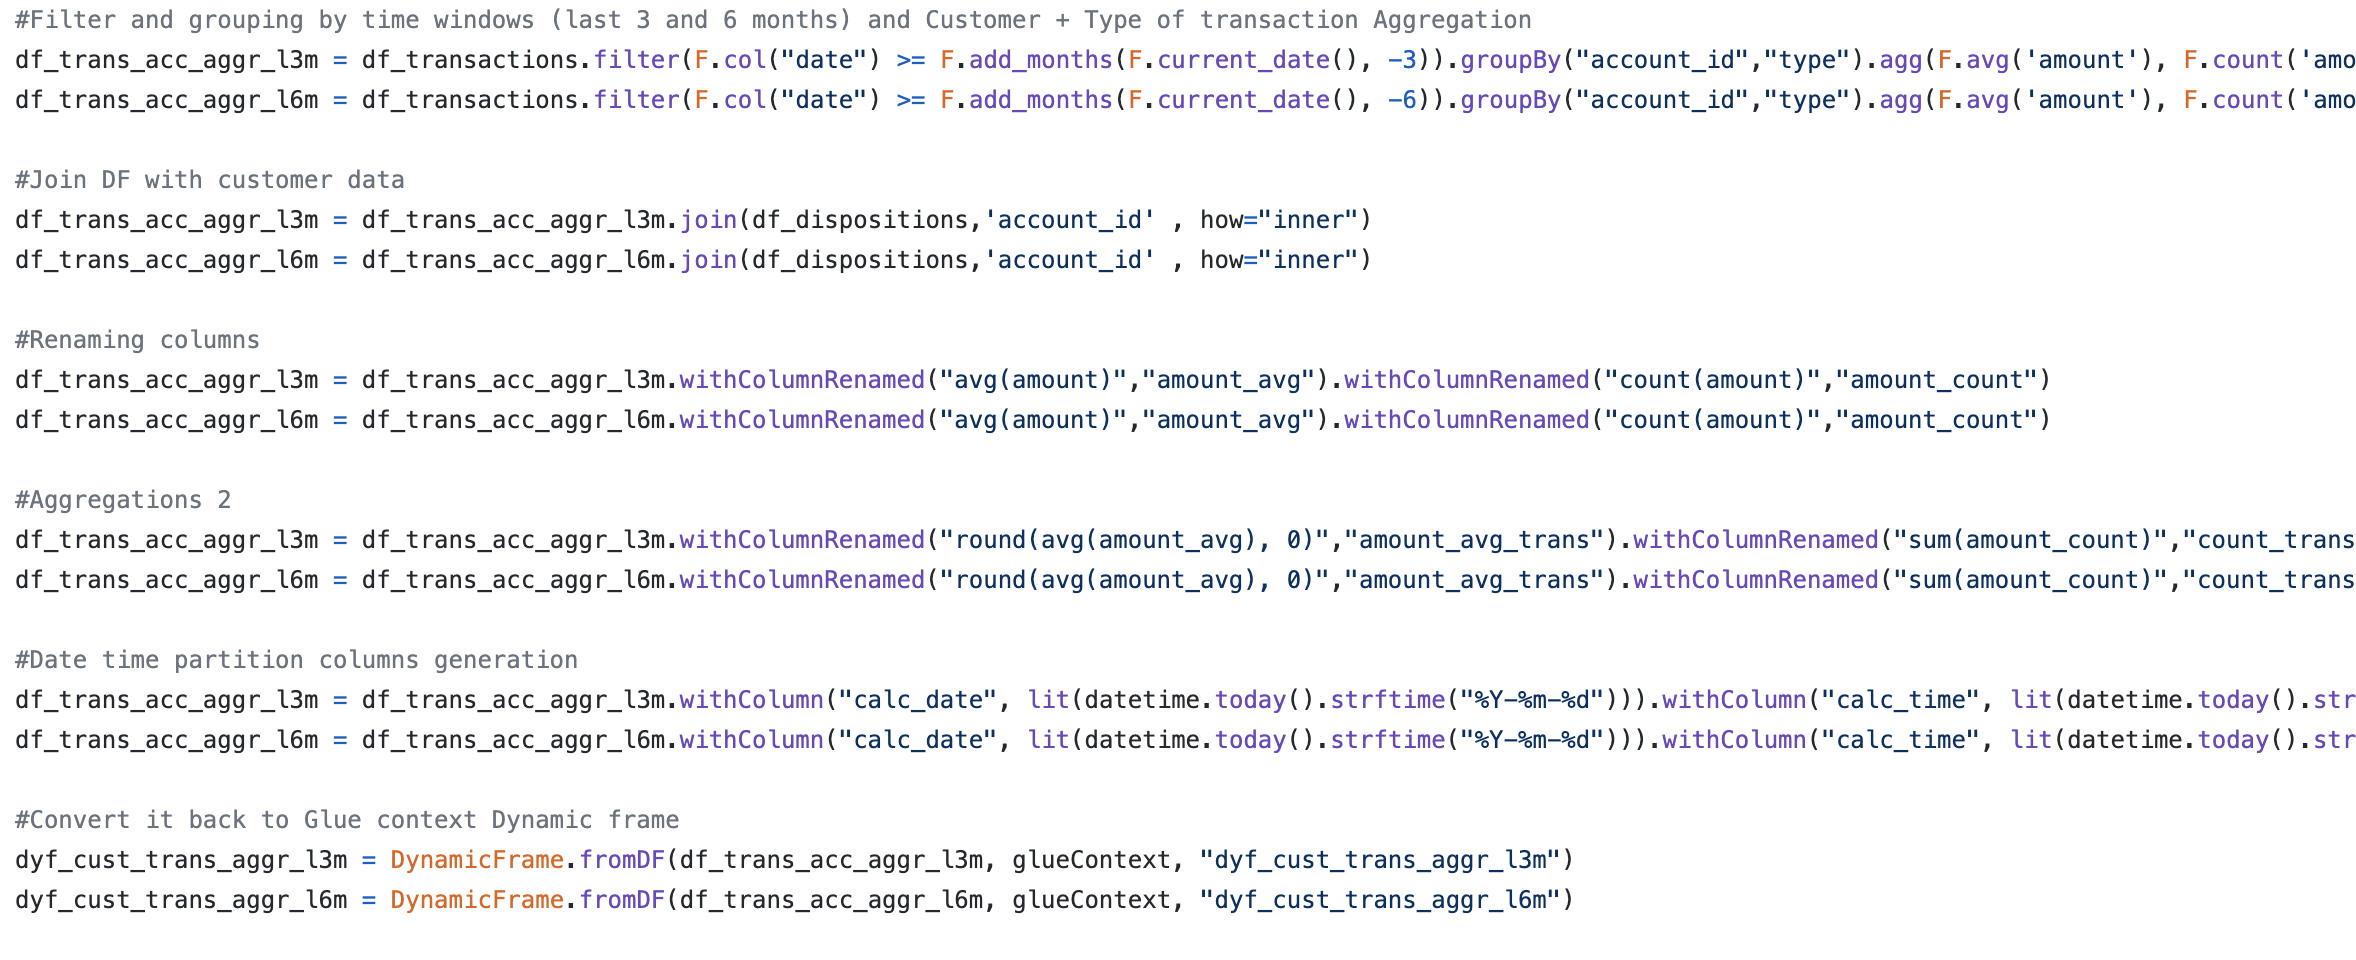 #Filter and grouping by time windows (last 3 and 6 months) and Customer + Type of transaction Aggregation
df_trans_acc_aggr_l3m = df_transactions.filter(F.col("date") >= F.add_months(F.current_date(), -3)).groupBy("account_id","type").agg(F.avg('amount'), F.count('amo
df_trans_acc_aggr_l6m = df_transactions.filter(F.col("date") >= F.add_months(F.current_date(), -6)).groupBy("account_id","type").agg(F.avg('amount'), F.count('amo
#Join DF with customer data
df_trans_acc_aggr_l3m = df_trans_acc_aggr_l3m.join(df_dispositions,'account_id' , how="inner")
df_trans_acc_aggr_l6m = df_trans_acc_aggr_l6m.join(df_dispositions,'account_id' , how="inner")
#Renaming columns
df_trans_acc_aggr_l3m = df_trans_acc_aggr_l3m.withColumnRenamed("avg(amount)","amount_avg").withColumnRenamed("count(amount)","amount_count")
df_trans_acc_aggr_l6m = df_trans_acc_aggr_l6m.withColumnRenamed("avg(amount)","amount_avg").withColumnRenamed("count(amount)","amount_count")
#Aggregations 2
df_trans_acc_aggr_l3m = df_trans_acc_aggr_l3m.withColumnRenamed("round(avg(amount_avg), 0)","amount_avg_trans").withColumnRenamed("sum(amount_count)","count_trans
df_trans_acc_aggr_l6m = df_trans_acc_aggr_l6m.withColumnRenamed("round(avg(amount_avg), 0)","amount_avg_trans").withColumnRenamed("sum(amount_count)","count_trans
#Date time partition columns generation
df_trans_acc_aggr_l3m = df_trans_acc_aggr_l3m.withColumn("calc_date", lit(datetime.today().strftime("%Y-%m-%d"))).withColumn("calc_time", lit(datetime.today().str
df_trans_acc_aggr_l6m = df_trans_acc_aggr_l6m.withColumn("calc_date", lit(datetime.today().strftime("%Y-%m-%d"))).withColumn("calc_time", lit(datetime.today().str
#Convert it back to Glue context Dynamic frame
dyf_cust_trans_aggr_l3m = DynamicFrame.fromDF(df_trans_acc_aggr_l3m, glueContext, "dyf_cust_trans_aggr_l3m")
dyf_cust_trans_aggr_l6m = DynamicFrame.fromDF(df_trans_acc_aggr_l6m, glueContext, "dyf_cust_trans_aggr_l6m")